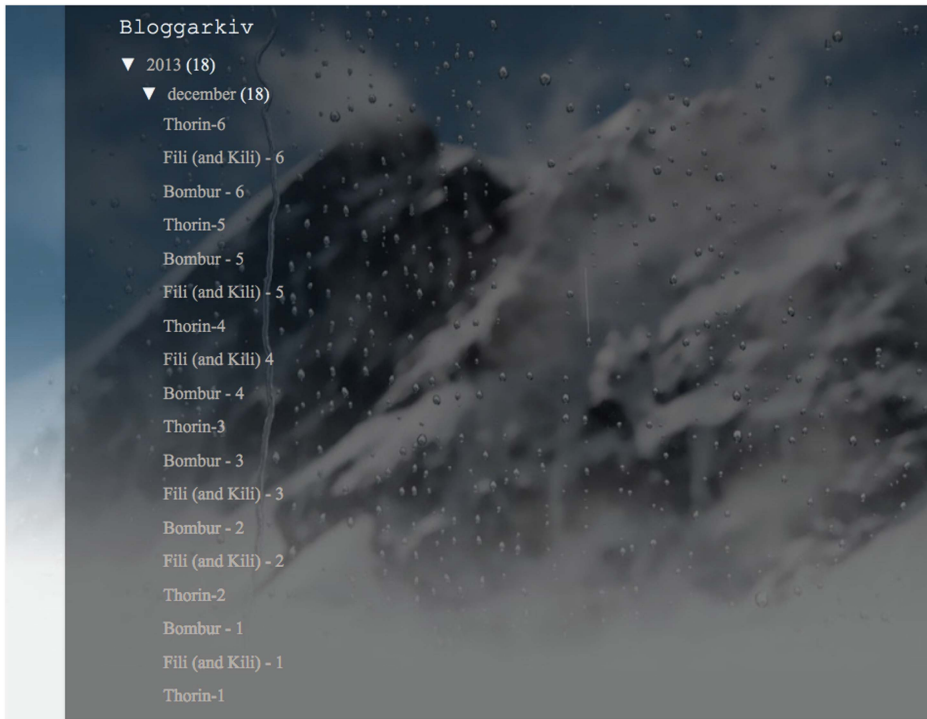 Bloggarkiv
▼ 2013 (18)
▼ december (18)
Thorin-6
Fili (and Kili) - 6
Bombur - 6
Thorin-5
Bombur - 5
Fili (and Kili) - 5
Thorin-4
Fili (and Kili) 4
Bombur - 4
Thorin-3
Bombur - 3
Fili (and Kili) - 3
Bombur - 2
Fili (and Kili) - 2
Thorin-2
Bombur - 1
Fili (and Kili) - 1
Thorin-1